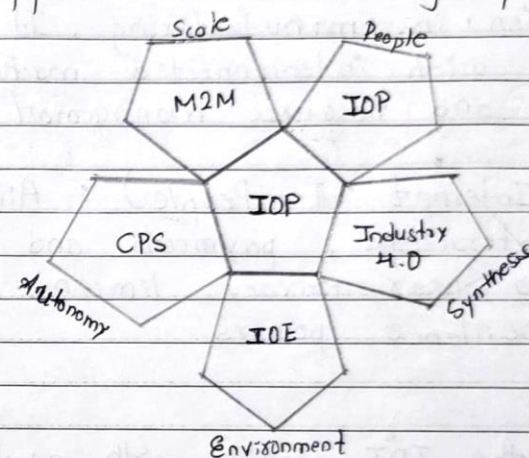 Scale
People
M2M
IOP
IOP
CPS
Industry
4.0
Autonomy
Synthesis
IOE
Environment